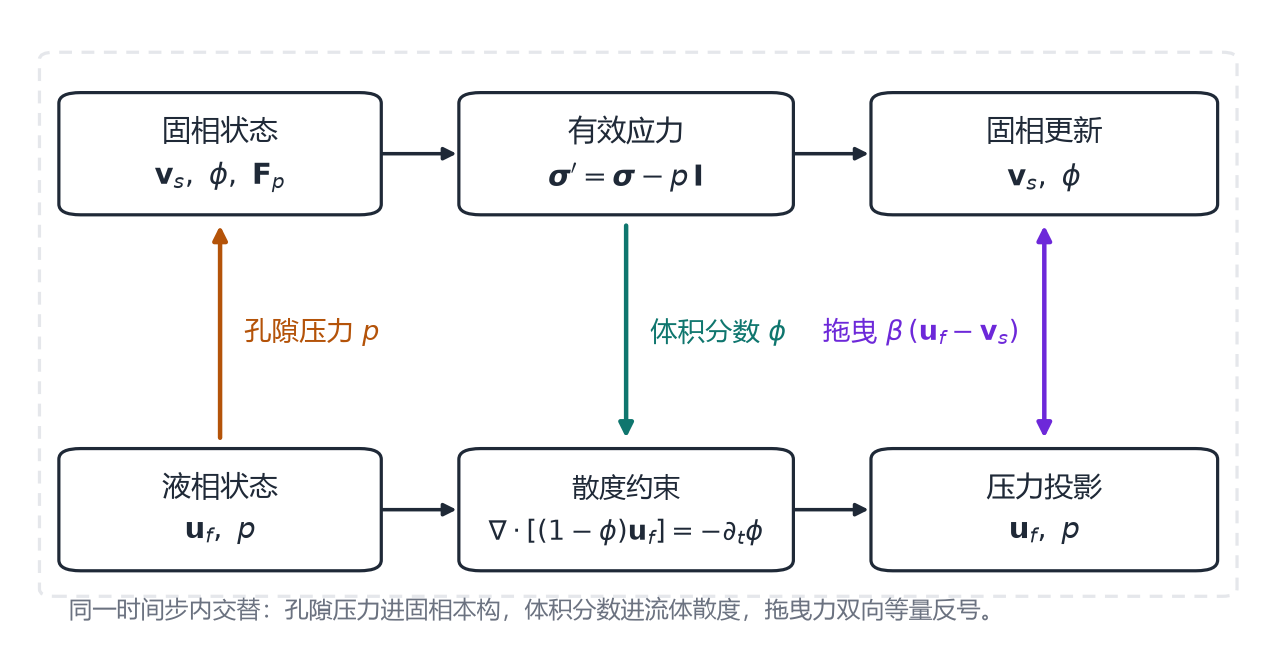 固相状态
v_s, ϕ, F_p
有效应力
σ′ = σ − p I
固相更新
v_s, ϕ
孔隙压力 p
体积分数 ϕ
拖曳 β (u_f − v_s)
液相状态
u_f, p
散度约束
∇ · [(1 − ϕ)u_f] = −∂_tϕ
压力投影
u_f, p
同一时间步内交替：孔隙压力进固相本构，体积分数进流体散度，拖曳力双向等量反号。